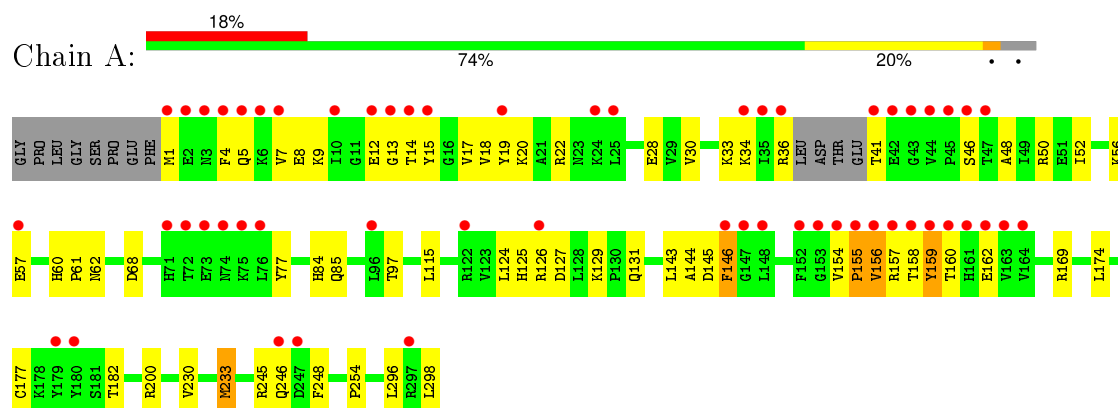 18%
Chain A:
74% 20% • •
GLY PRO LEU GLY SER PRO GLU PHE M1 E2 N3 F4 Q5 K6 V7 E8 K9 I10 G11 E12 G13 T14 Y15 G16 V17 V18 Y19 K20 A21 R22 N23 K24 L25 E28 V29 V30 K33 K34 I35 R36 LEU ASP THR GLU T41 E42 G43 V44 P45 S46 T47 A48 I49 R50 E51 I52 K56
E57 H60 P61 N62 D68 H71 T72 E73 N74 K75 L76 Y77 H84 Q85 L96 T97 L115 R122 V123 L124 H125 R126 D127 L128 K129 P130 Q131 L143 A144 D145 F146 G147 L148 F152 G153 V154 P155 V156 R157 T158 Y159 T160 H161 E162 V163 V164 R169 L174
C177 K178 Y179 Y180 S181 T182 R200 V230 M233 R245 Q246 D247 F248 P254 L296 R297 L298